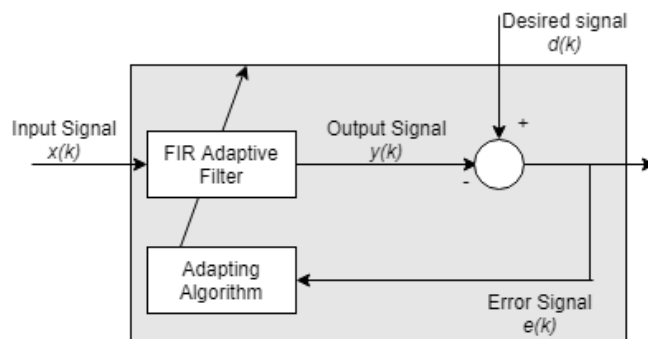 Desired signal
d(k)
+
Input Signal
x(k)
FIR Adaptive
Filter
Output Signal
y(k)
-
Adapting
Algorithm
Error Signal
e(k)